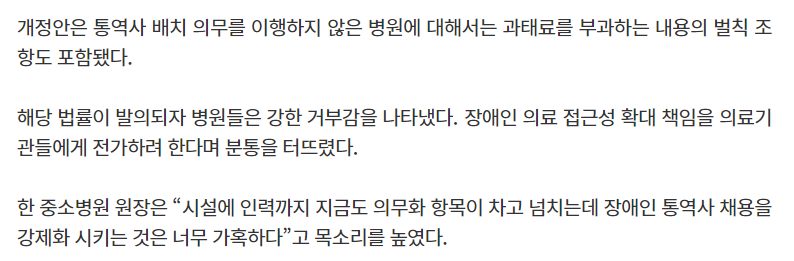 개정안은 통역사 배치 의무를 이행하지 않은 병원에 대해서는 과태료를 부과하는 내용의 벌칙 조
항도 포함됐다.
해당 법률이 발의되자 병원들은 강한 거부감을 나타냈다. 장애인 의료 접근성 확대 책임을 의료기
관들에게 전가하려 한다며 분통을 터뜨렸다.
한 중소병원 원장은 “시설에 인력까지 지금도 의무화 항목이 차고 넘치는데 장애인 통역사 채용을
강제화 시키는 것은 너무 가혹하다”고 목소리를 높였다.